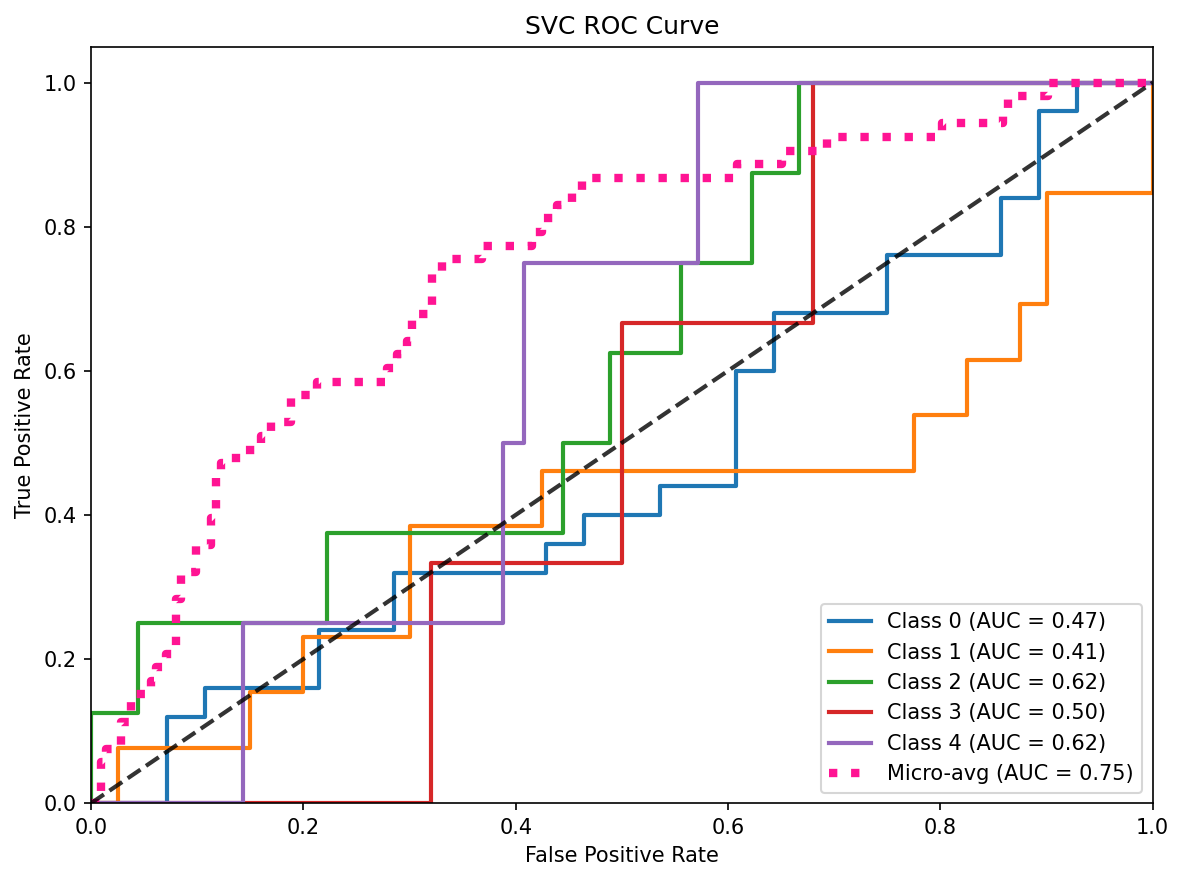 SVC ROC Curve
True Positive Rate
1.0
0.8
0.6
0.4
0.2
0.0
Class 0 (AUC = 0.47)
Class 1 (AUC = 0.41)
Class 2 (AUC = 0.62)
Class 3 (AUC = 0.50)
Class 4 (AUC = 0.62)
Micro-avg (AUC = 0.75)
0.0 0.2 0.4 0.6 0.8 1.0
False Positive Rate